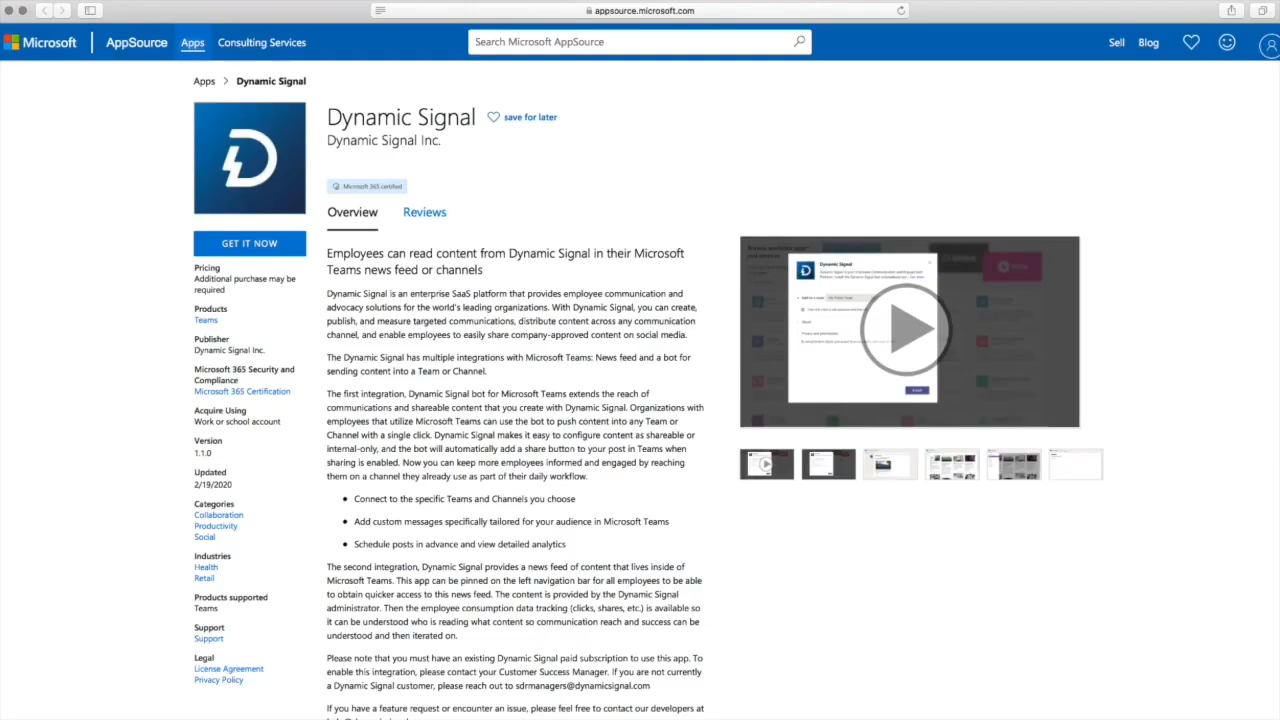 appsource.microsoft.com
Microsoft AppSource Apps Consulting Services Search Microsoft AppSource Sell Blog
Apps > Dynamic Signal
Dynamic Signal save for later
Dynamic Signal Inc.
Microsoft 365 certified
Overview Reviews
GET IT NOW
Pricing
Additional purchase may be
required
Products
Teams
Publisher
Dynamic Signal Inc.
Microsoft 365 Security and
Compliance
Microsoft 365 Certification
Acquire Using
Work or school account
Version
1.1.0
Updated
2/19/2020
Categories
Collaboration
Productivity
Social
Industries
Health
Retail
Products supported
Teams
Support
Support
Legal
License Agreement
Privacy Policy
Employees can read content from Dynamic Signal in their Microsoft
Teams news feed or channels
Dynamic Signal is an enterprise SaaS platform that provides employee communication and
advocacy solutions for the world's leading organizations. With Dynamic Signal, you can create,
publish, and measure targeted communications, distribute content across any communication
channel, and enable employees to easily share company-approved content on social media.
The Dynamic Signal has multiple integrations with Microsoft Teams: News feed and a bot for
sending content into a Team or Channel.
The first integration, Dynamic Signal bot for Microsoft Teams extends the reach of
communications and shareable content that you create with Dynamic Signal. Organizations with
employees that utilize Microsoft Teams can use the bot to push content into any Team or
Channel with a single click. Dynamic Signal makes it easy to configure content as shareable or
internal-only, and the bot will automatically add a share button to your post in Teams when
sharing is enabled. Now you can keep more employees informed and engaged by reaching
them on a channel they already use as part of their daily workflow.
• Connect to the specific Teams and Channels you choose
• Add custom messages specifically tailored for your audience in Microsoft Teams
• Schedule posts in advance and view detailed analytics
The second integration, Dynamic Signal provides a news feed of content that lives inside of
Microsoft Teams. This app can be pinned on the left navigation bar for all employees to be able
to obtain quicker access to this news feed. The content is provided by the Dynamic Signal
administrator. Then the employee consumption data tracking (clicks, shares, etc.) is available so
it can be understood who is reading what content so communication reach and success can be
understood and then iterated on.
Please note that you must have an existing Dynamic Signal paid subscription to use this app. To
enable this integration, please contact your Customer Success Manager. If you are not currently
a Dynamic Signal customer, please reach out to sdrmanagers@dynamicsignal.com
If you have a feature request or encounter an issue, please feel free to contact our developers at
Dynamic Signal